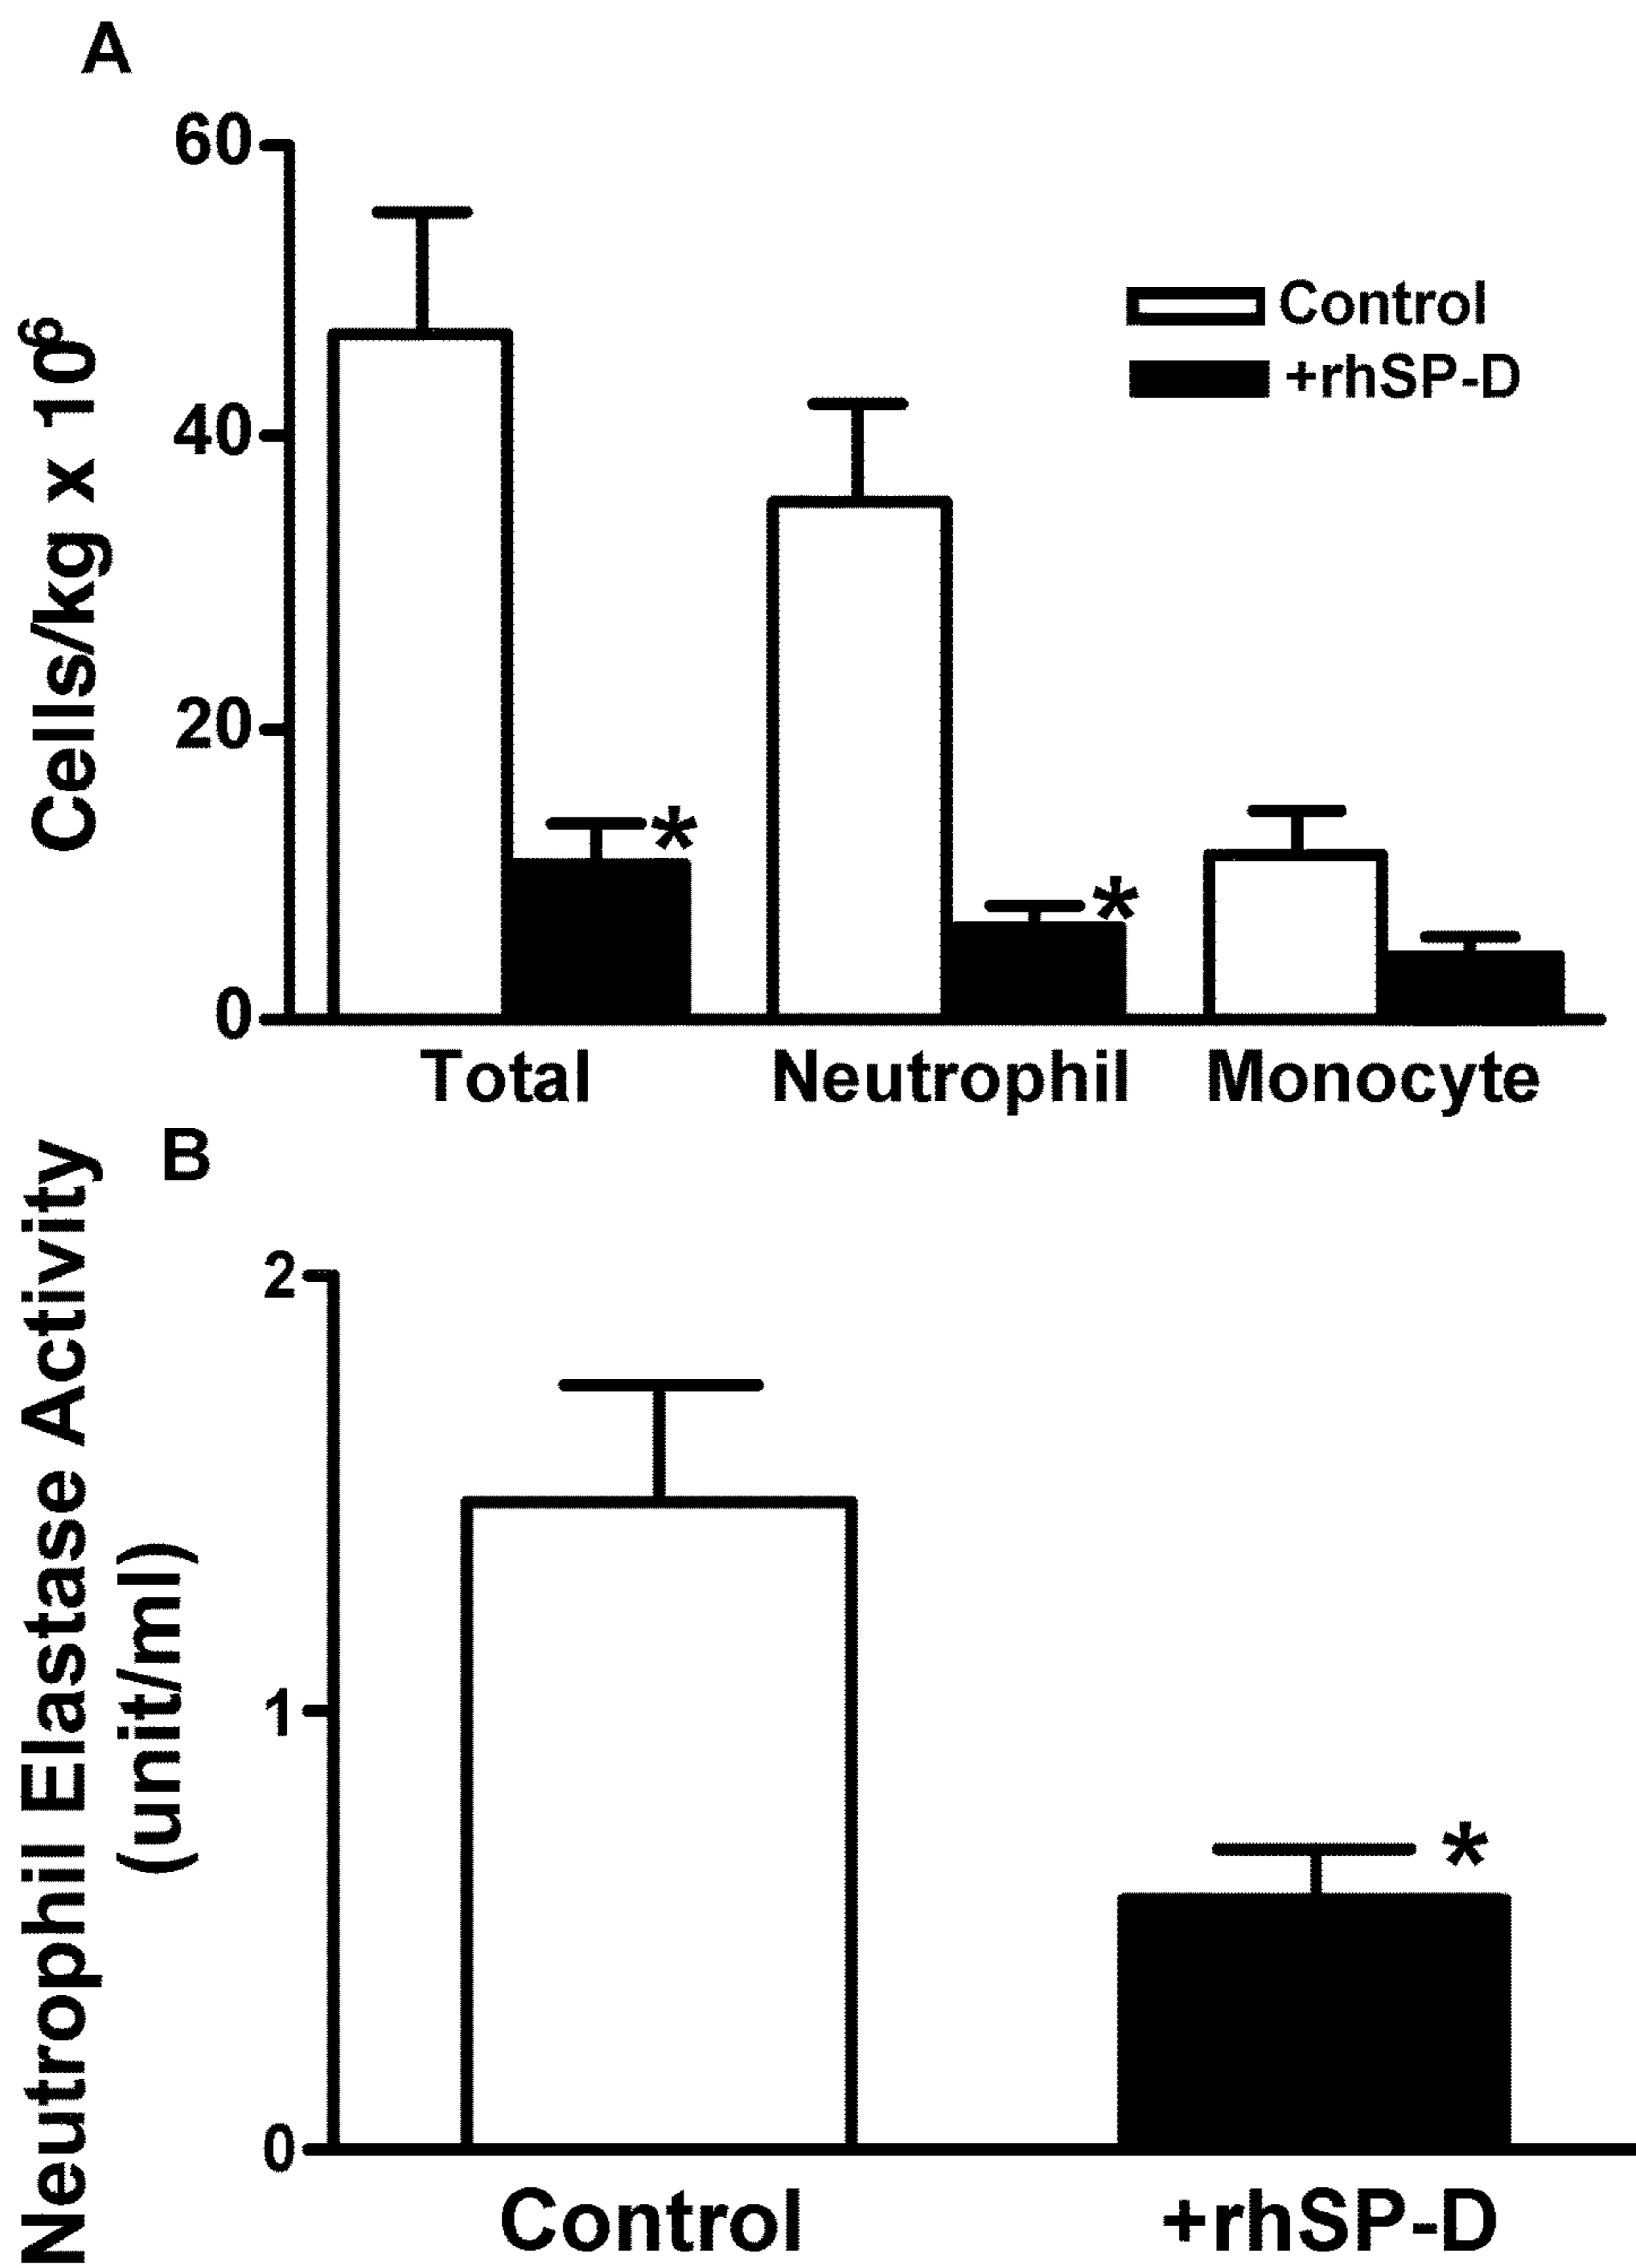 A
60
40
20
0
Cells/kg x 10⁶
Control
+rhSP-D
*
*
Total Neutrophil Monocyte
B
Neutrophil Elastase Activity
(unit/ml)
2
1
0
*
Control +rhSP-D